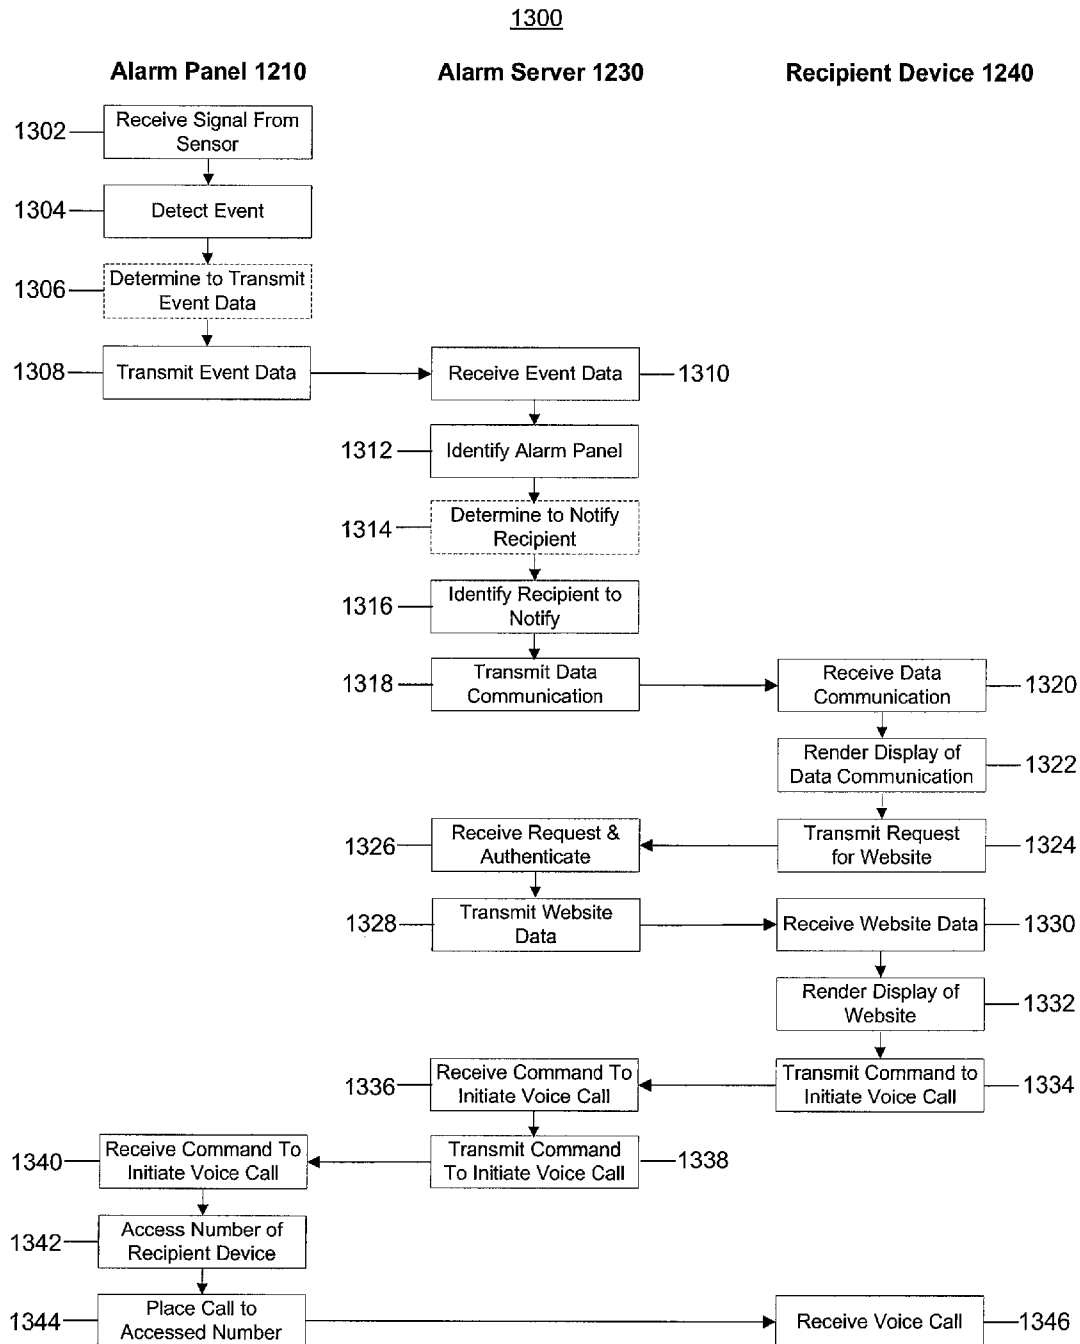 1300
Alarm Panel 1210
Alarm Server 1230
Recipient Device 1240
1302
Receive Signal From
Sensor
1304
Detect Event
1306
Determine to Transmit
Event Data
1308
Transmit Event Data
Receive Event Data
1310
1312
Identify Alarm Panel
1314
Determine to Notify
Recipient
1316
Identify Recipient to
Notify
1318
Transmit Data
Communication
Receive Data
Communication
1320
Render Display of
Data Communication
1322
1326
Receive Request &
Authenticate
Transmit Request
for Website
1324
1328
Transmit Website
Data
Receive Website Data
1330
Render Display of
Website
1332
1336
Receive Command To
Initiate Voice Call
Transmit Command to
Initiate Voice Call
1334
1340
Receive Command To
Initiate Voice Call
Transmit Command
To Initiate Voice Call
1338
1342
Access Number of
Recipient Device
1344
Place Call to
Accessed Number
Receive Voice Call
1346